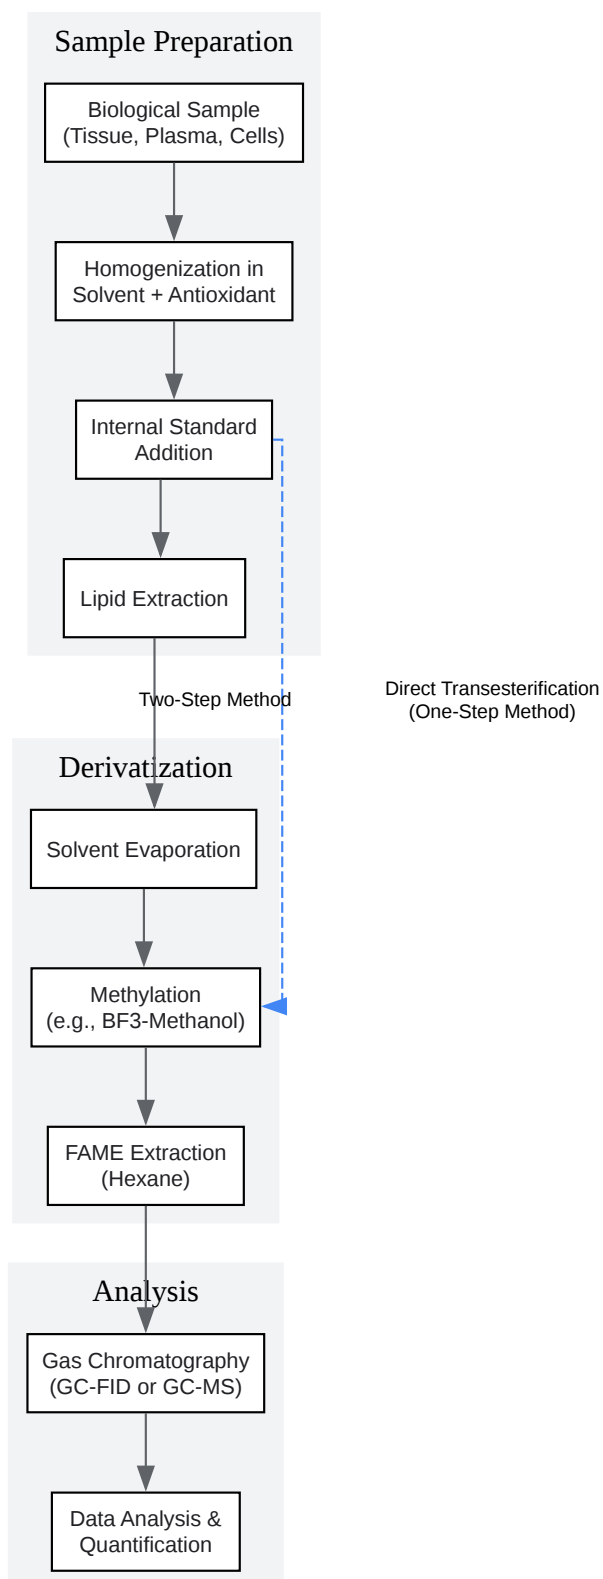 Sample Preparation
Biological Sample
(Tissue, Plasma, Cells)
Homogenization in
Solvent + Antioxidant
Internal Standard
Addition
Lipid Extraction
Two-Step Method
Direct Transesterification
(One-Step Method)
Derivatization
Solvent Evaporation
Methylation
(e.g., BF3-Methanol)
FAME Extraction
(Hexane)
Analysis
Gas Chromatography
(GC-FID or GC-MS)
Data Analysis &
Quantification